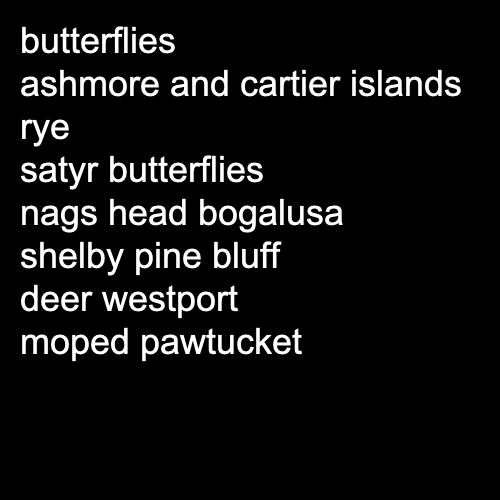 butterflies
ashmore and cartier islands
rye
satyr butterflies
nags head bogalusa
shelby pine bluff
deer westport
moped pawtucket